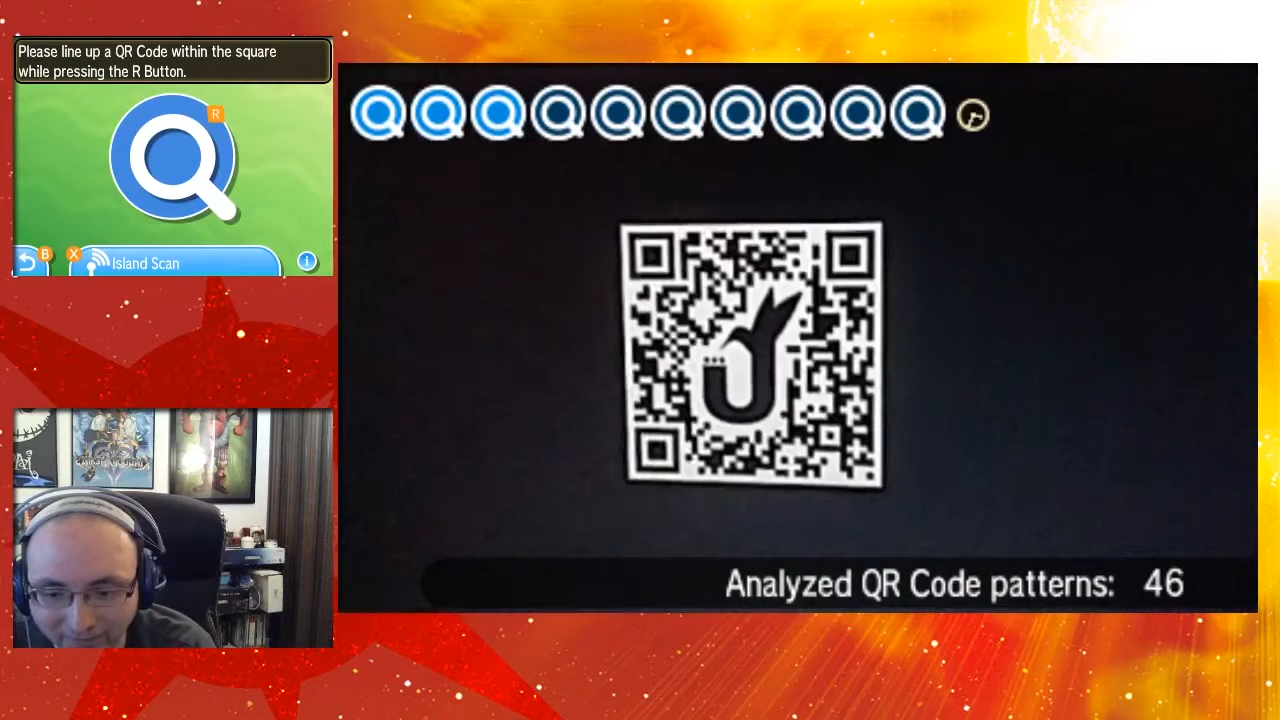 Please line up a QR Code within the square
while pressing the R Button.
R
B
X
Island Scan
i
Analyzed QR Code patterns: 46